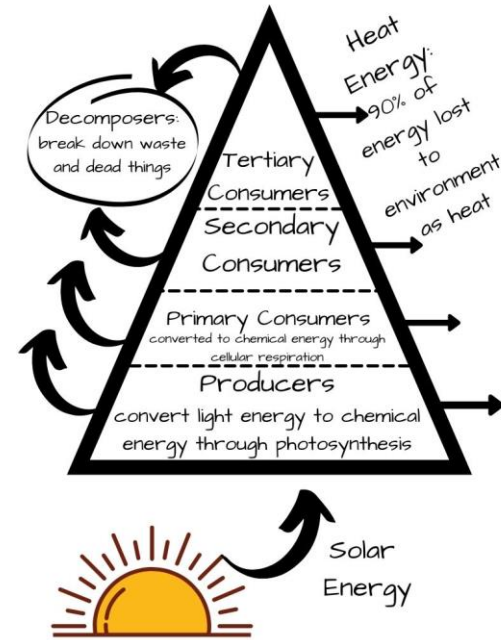 Heat
Energy:
90% of
energy lost
to
environment
as heat
Decomposers:
break down waste
and dead things
Tertiary
Consumers
Secondary
Consumers
Primary Consumers
converted to chemical energy through
cellular respiration
Producers
convert light energy to chemical
energy through photosynthesis
Solar
Energy